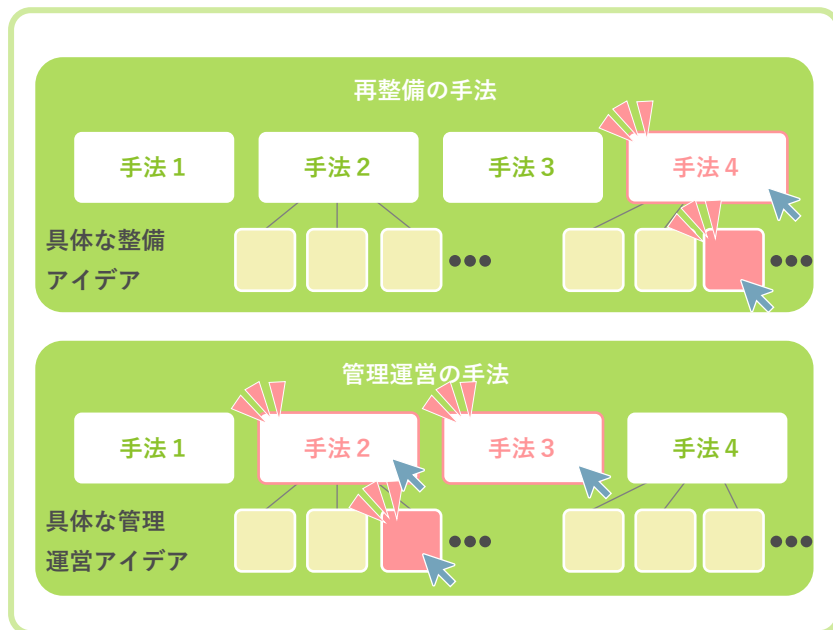 再整備の手法
手法１
手法２
手法３
手法４
具体な整備
アイデア
●●●
●●●
管理運営の手法
手法１
手法２
手法３
手法４
具体な管理
運営アイデア
●●●
●●●